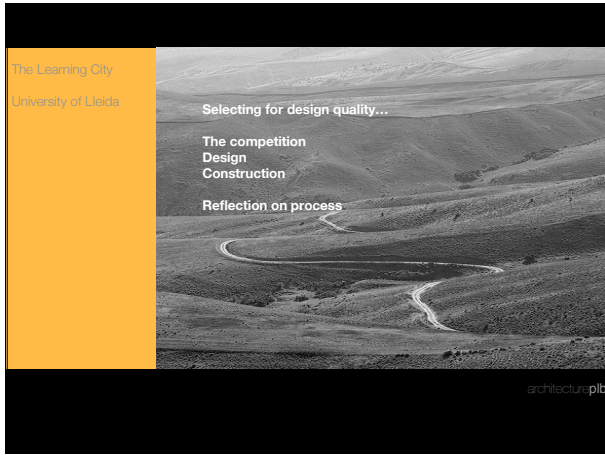 The Learning City
University of Lleida
Selecting for design quality…
The competition
Design
Construction
Reflection on process
architectureplb